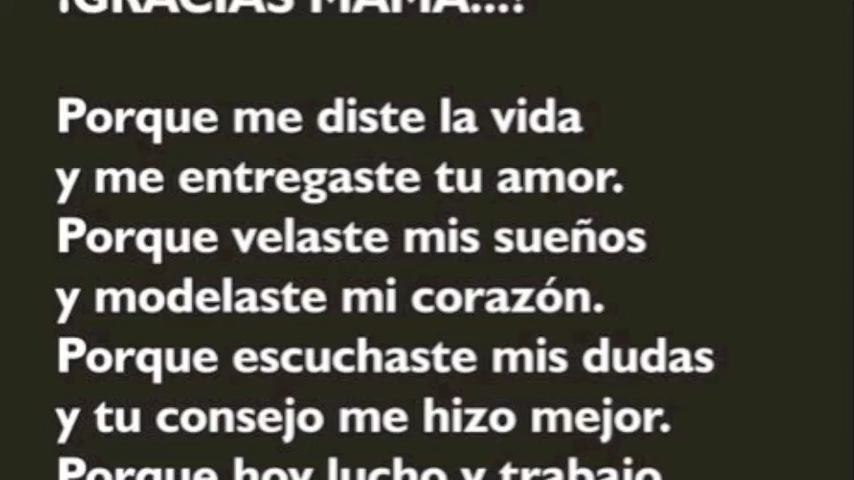 ¡GRACIAS MAMÁ...!
Porque me diste la vida
y me entregaste tu amor.
Porque velaste mis sueños
y modelaste mi corazón.
Porque escuchaste mis dudas
y tu consejo me hizo mejor.
Porque hoy lucho y trabajo